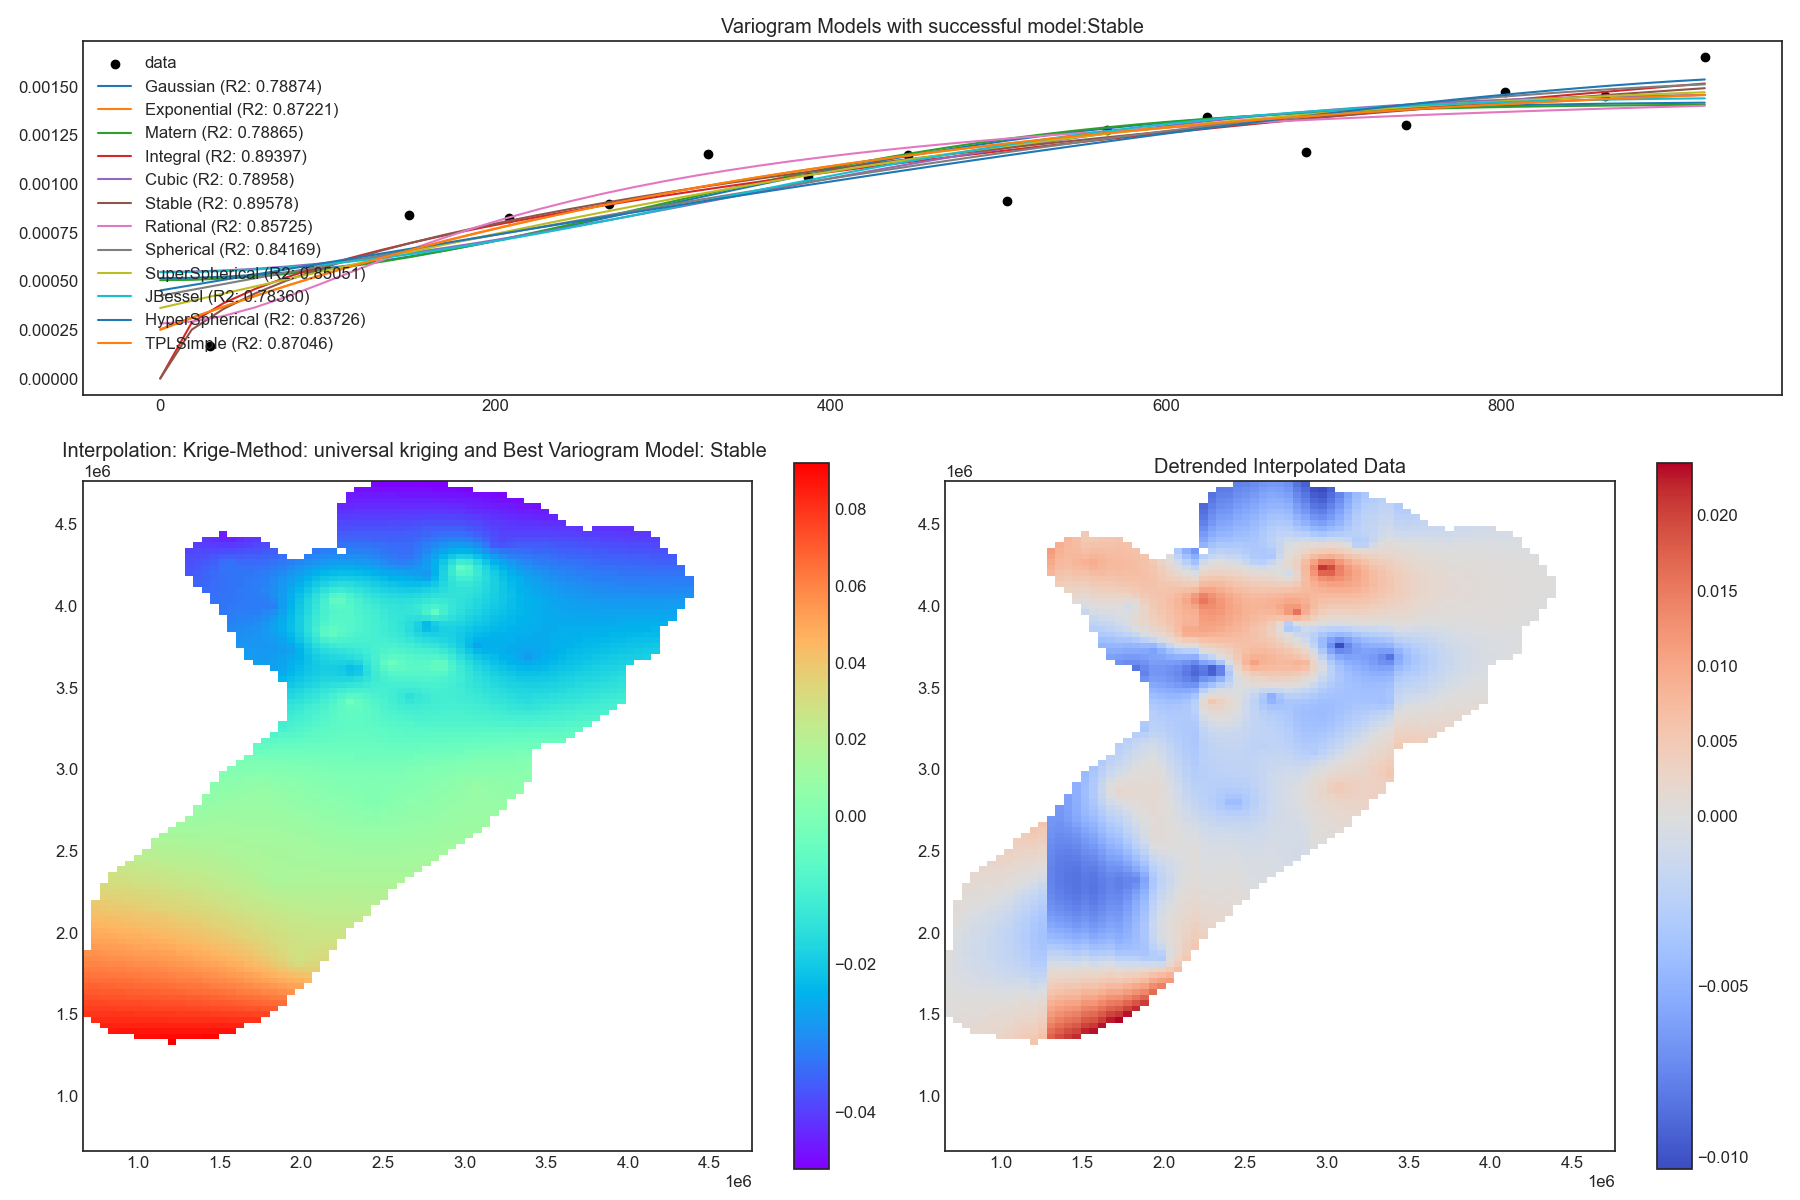 Variogram Models with successful model:Stable
data
Gaussian (R2: 0.78874)
Exponential (R2: 0.87221)
Matern (R2: 0.78865)
Integral (R2: 0.89397)
Cubic (R2: 0.78958)
Stable (R2: 0.89578)
Rational (R2: 0.85725)
Spherical (R2: 0.84169)
SuperSpherical (R2: 0.85051)
JBessel (R2: 0.78360)
HyperSpherical (R2: 0.83726)
TPLSimple (R2: 0.87046)
0.00150
0.00125
0.00100
0.00075
0.00050
0.00025
0.00000
0 200 400 600 800
Interpolation: Krige-Method: universal kriging and Best Variogram Model: Stable
1e6
4.5
4.0
3.5
3.0
2.5
2.0
1.5
1.0
1.0 1.5 2.0 2.5 3.0 3.5 4.0 4.5
1e6
0.08
0.06
0.04
0.02
0.00
−0.02
−0.04
Detrended Interpolated Data
1e6
4.5
4.0
3.5
3.0
2.5
2.0
1.5
1.0
1.0 1.5 2.0 2.5 3.0 3.5 4.0 4.5
1e6
0.020
0.015
0.010
0.005
0.000
−0.005
−0.010